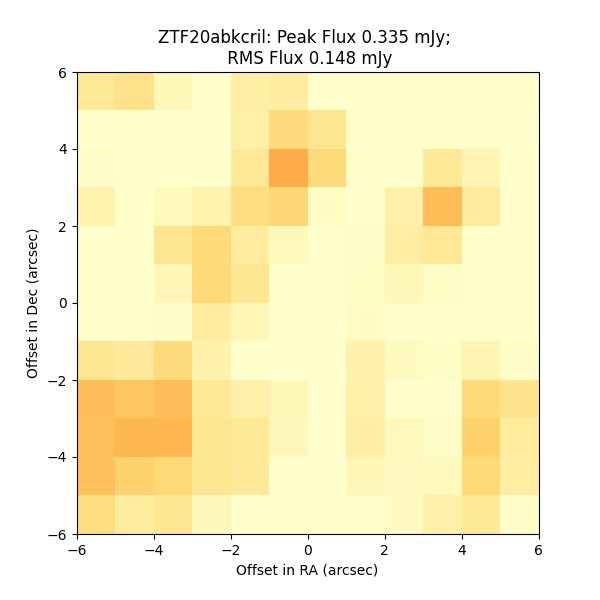 ZTF20abkcril: Peak Flux 0.335 mJy;
RMS Flux 0.148 mJy
6
4
2
0
−2
−4
−6
Offset in Dec (arcsec)
−6 −4 −2 0 2 4 6
Offset in RA (arcsec)